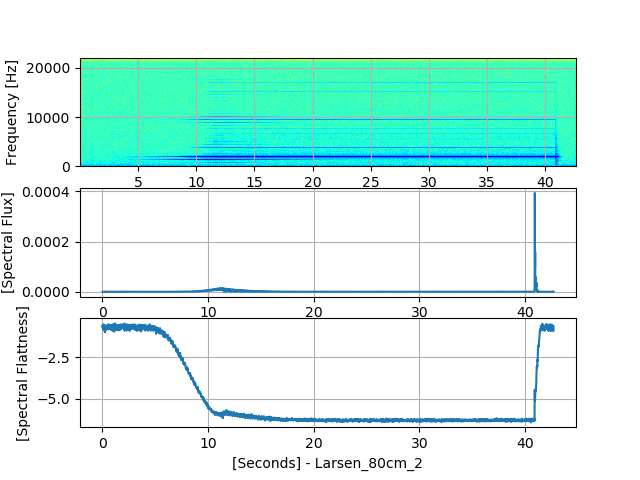 Frequency [Hz]
20000
10000
0
5 10 15 20 25 30 35 40
[Spectral Flux]
0.0004
0.0002
0.0000
0 10 20 30 40
[Spectral Flattness]
−2.5
−5.0
0 10 20 30 40
[Seconds] - Larsen_80cm_2